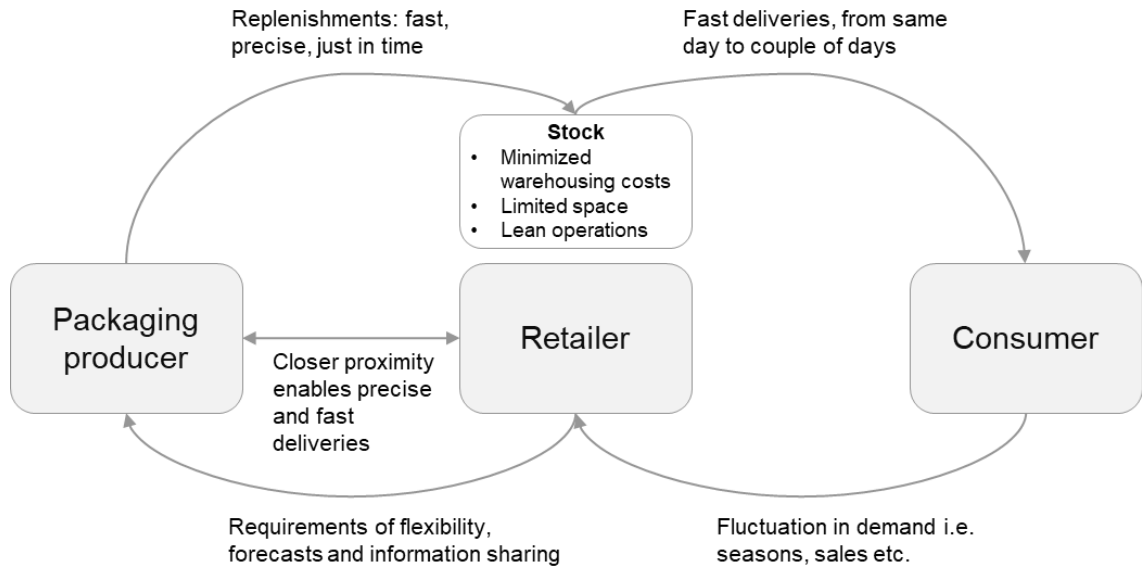 Replenishments: fast,
precise, just in time
Fast deliveries, from same
day to couple of days
Stock
• Minimized
warehousing costs
• Limited space
• Lean operations
Packaging
producer
Retailer
Consumer
Closer proximity
enables precise
and fast
deliveries
Requirements of flexibility,
forecasts and information sharing
Fluctuation in demand i.e.
seasons, sales etc.